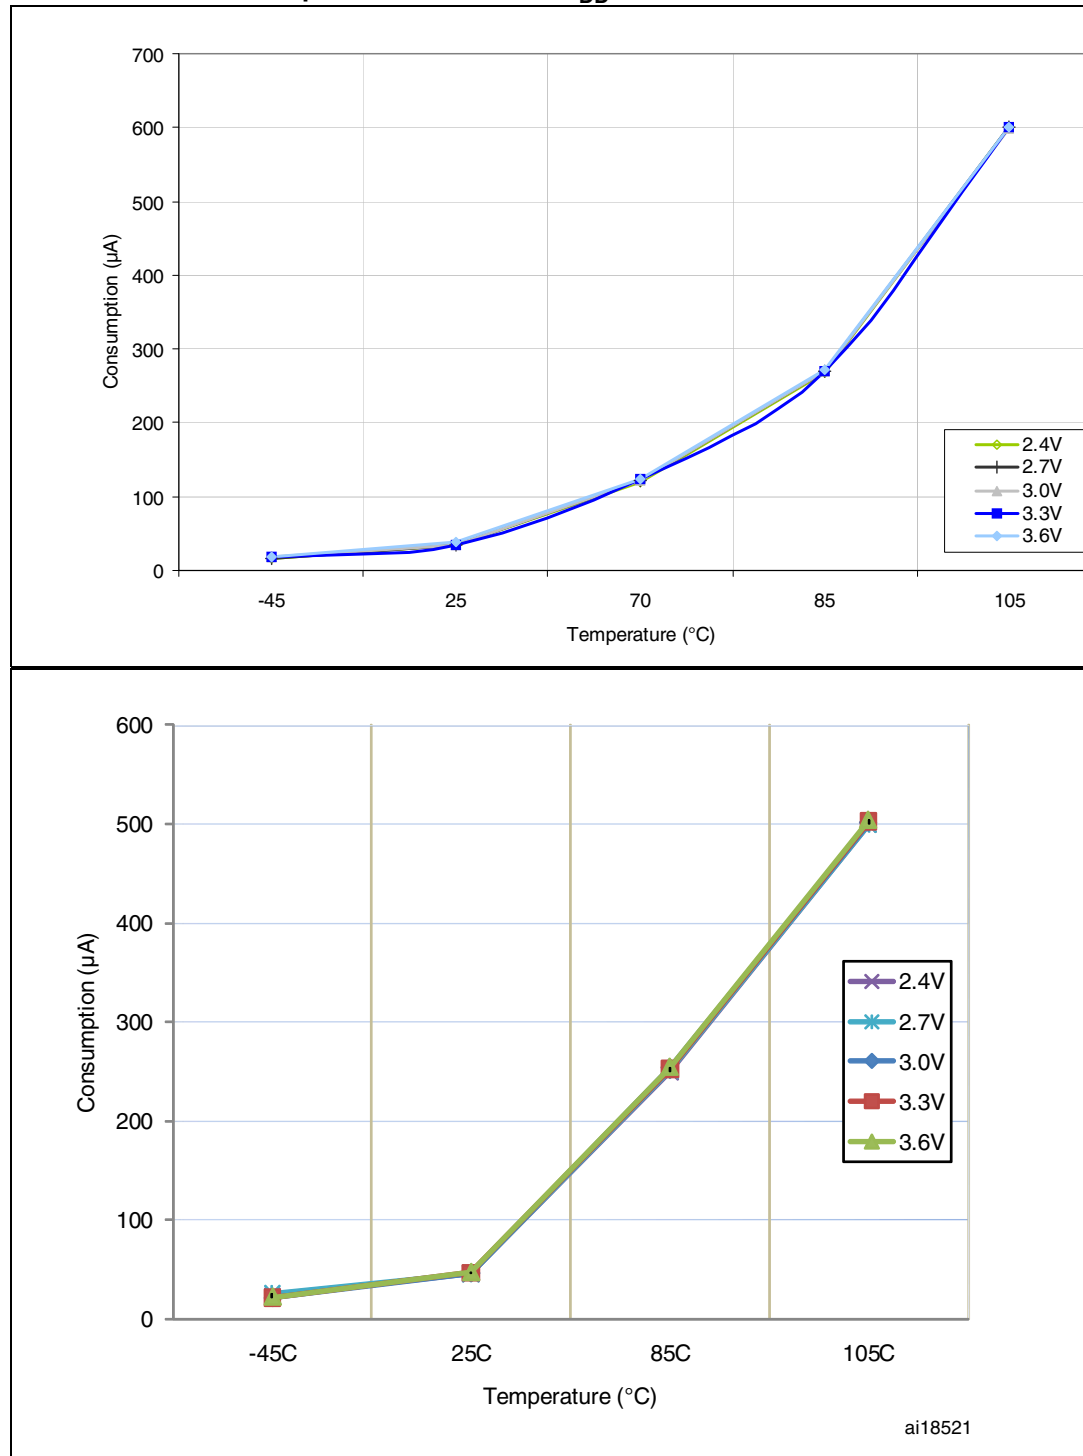 700
600
500
400
300
200
100
0
Consumption (µA)
-45 25 70 85 105
Temperature (°C)
2.4V
2.7V
3.0V
3.3V
3.6V
600
500
400
300
200
100
0
Consumption (µA)
-45C 25C 85C 105C
Temperature (°C)
2.4V
2.7V
3.0V
3.3V
3.6V
ai18521